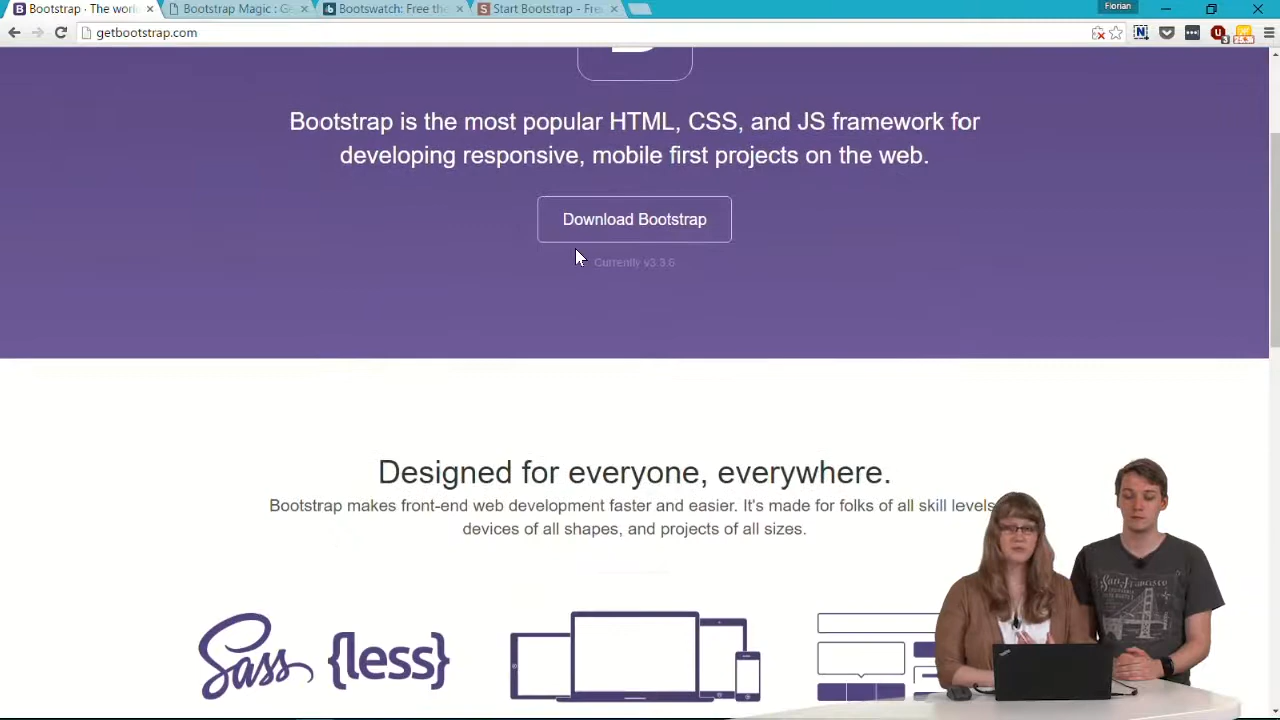 Bootstrap · The worl
Bootstrap Magic : Ge
Bootswatch: Free the
Start Bootstrap - Fre
Florian
getbootstrap.com
Bootstrap is the most popular HTML, CSS, and JS framework for
developing responsive, mobile first projects on the web.
Download Bootstrap
Currently v3.3.6
Designed for everyone, everywhere.
Bootstrap makes front-end web development faster and easier. It's made for folks of all skill levels
devices of all shapes, and projects of all sizes.
Sass {less}
San Francisco